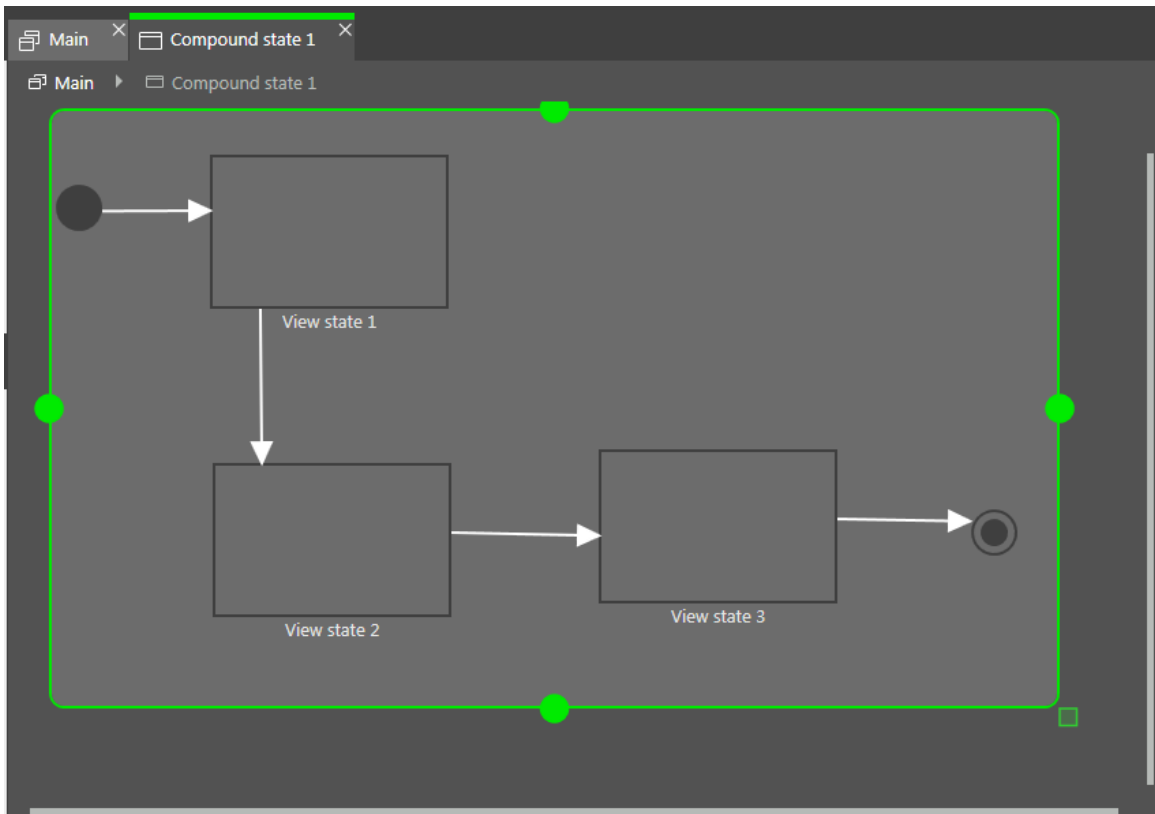 Main
Compound state 1
Main
Compound state 1
View state 1
View state 2
View state 3